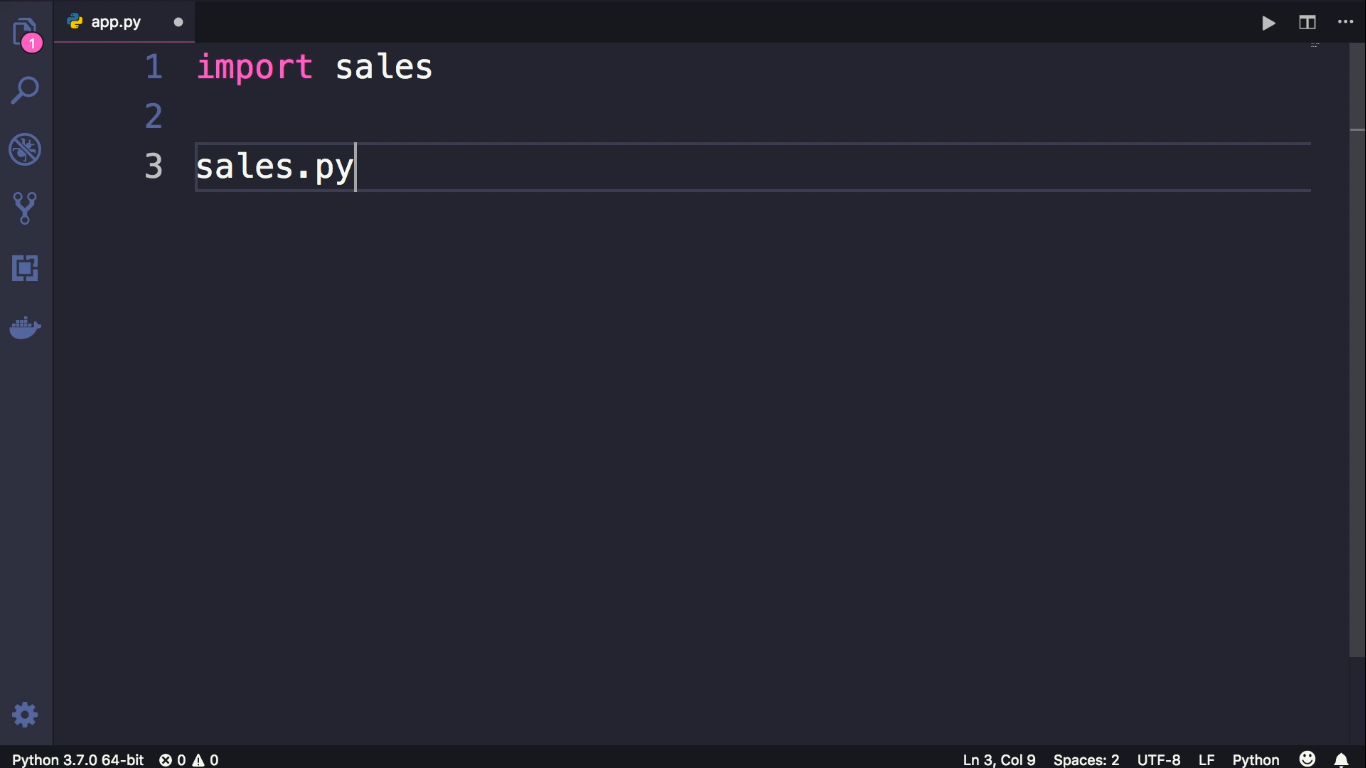 app.py
1
1 import sales
2
3 sales.py
Python 3.7.0 64-bit 0 0 Ln 3, Col 9 Spaces: 2 UTF-8 LF Python